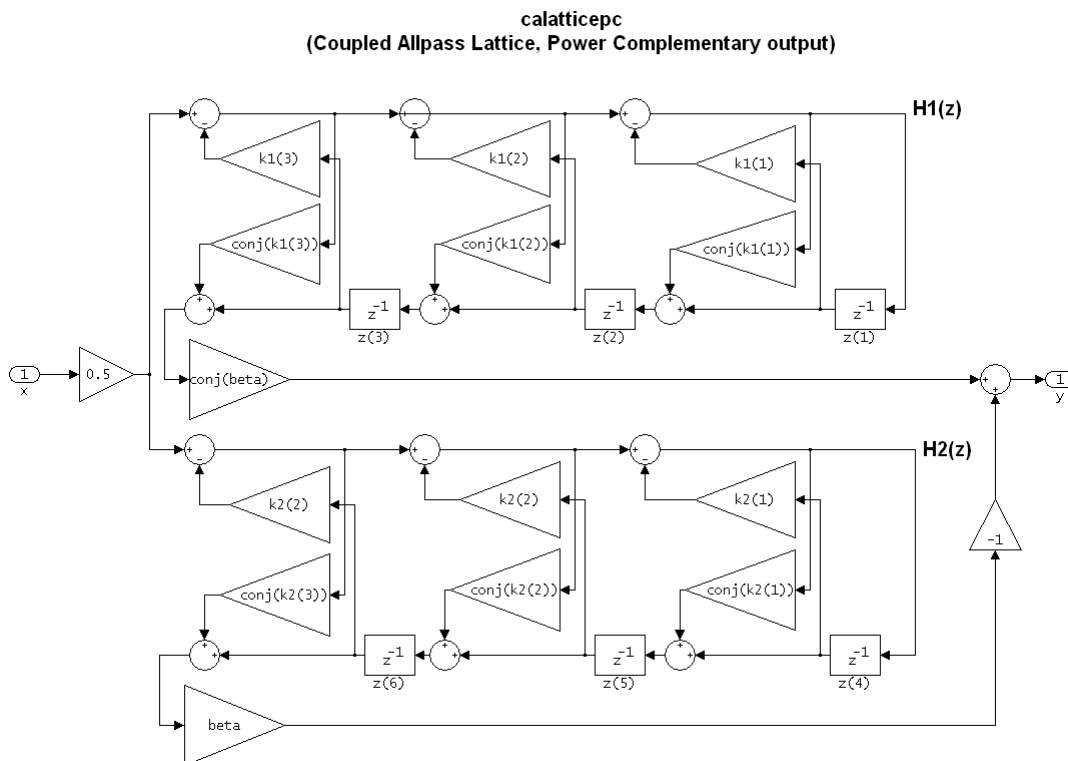 calatticepc
(Coupled Allpass Lattice, Power Complementary output)
H1(z)
+
−
+
−
+
−
k1(3)
k1(2)
k1(1)
conj(k1(3))
conj(k1(2))
conj(k1(1))
+
+
+
+
+
+
z-1
z-1
z-1
z(3)
z(2)
z(1)
1
x
0.5
conj(beta)
+
+
1
y
H2(z)
+
−
+
−
+
−
k2(2)
k2(2)
k2(1)
-1
conj(k2(3))
conj(k2(2))
conj(k2(1))
+
+
+
+
+
+
z-1
z-1
z-1
z(6)
z(5)
z(4)
beta